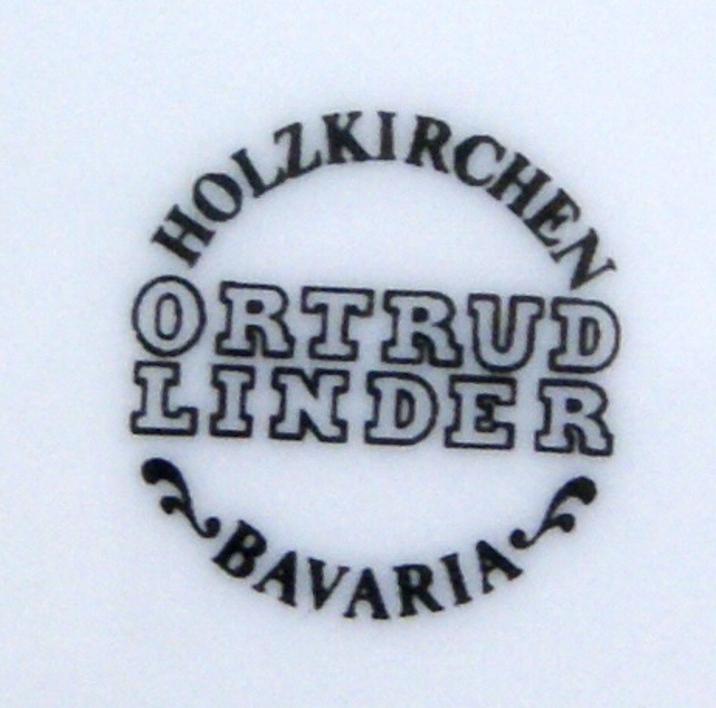 HOLZKIRCHEN
ORTRUD
LINDER
BAVARIA